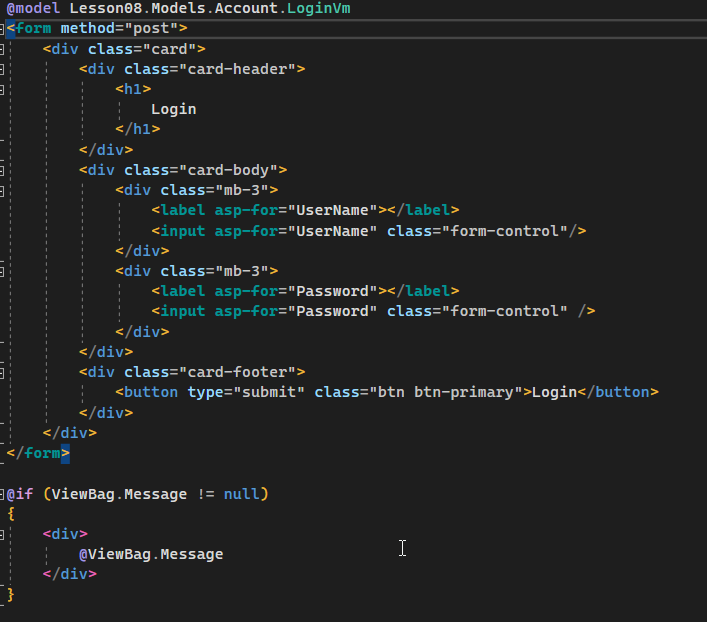 @model Lesson08.Models.Account.LoginVm
<form method="post">
    <div class="card">
        <div class="card-header">
            <h1>
                Login
            </h1>
        </div>
        <div class="card-body">
            <div class="mb-3">
                <label asp-for="UserName"></label>
                <input asp-for="UserName" class="form-control"/>
            </div>
            <div class="mb-3">
                <label asp-for="Password"></label>
                <input asp-for="Password" class="form-control" />
            </div>
        </div>
        <div class="card-footer">
            <button type="submit" class="btn btn-primary">Login</button>
        </div>
    </div>
</form>

@if (ViewBag.Message != null)
{
    <div>
        @ViewBag.Message
    </div>
}